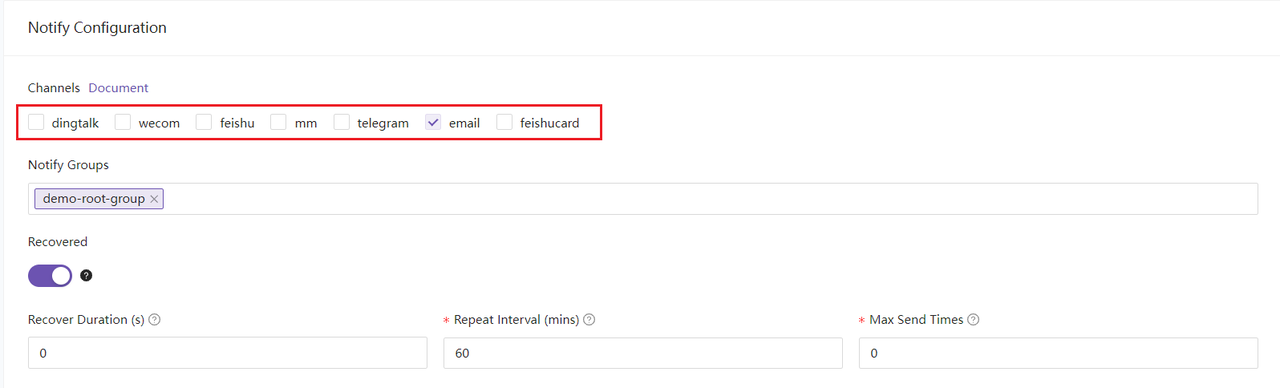 Notify Configuration
Channels Document
dingtalk wecom feishu mm telegram email feishucard
Notify Groups
demo-root-group ×
Recovered
?
Recover Duration (s) ? * Repeat Interval (mins) ? * Max Send Times ?
0 60 0